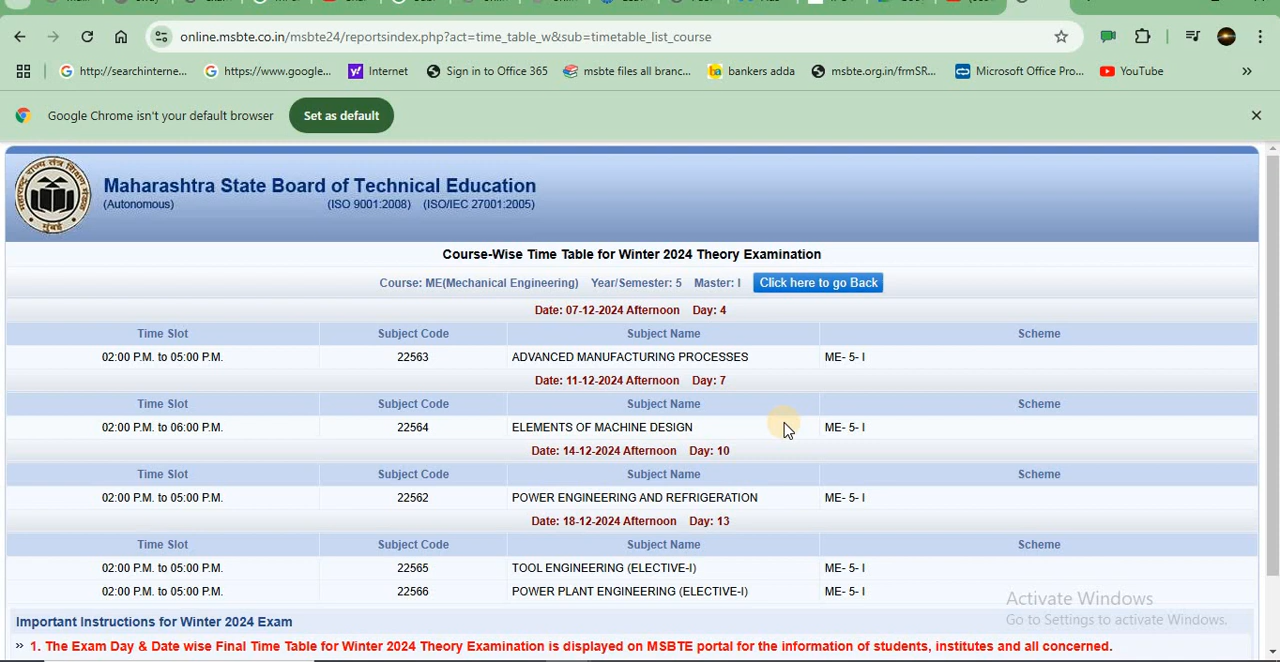 online.msbte.co.in/msbte24/reportsindex.php?act=time_table_w&sub=timetable_list_course
http://searchinterne... https://www.google... Internet Sign in to Office 365 msbte files all branc... bankers adda msbte.org.in/frmSR... Microsoft Office Pro... YouTube »
Google Chrome isn't your default browser Set as default
Maharashtra State Board of Technical Education
(Autonomous) (ISO 9001:2008) (ISO/IEC 27001:2005)
मुंबई
Course-Wise Time Table for Winter 2024 Theory Examination
Course: ME(Mechanical Engineering) Year/Semester: 5 Master: I Click here to go Back
Date: 07-12-2024 Afternoon Day: 4
Time Slot Subject Code Subject Name Scheme
02:00 P.M. to 05:00 P.M. 22563 ADVANCED MANUFACTURING PROCESSES ME- 5- I
Date: 11-12-2024 Afternoon Day: 7
Time Slot Subject Code Subject Name Scheme
02:00 P.M. to 06:00 P.M. 22564 ELEMENTS OF MACHINE DESIGN ME- 5- I
Date: 14-12-2024 Afternoon Day: 10
Time Slot Subject Code Subject Name Scheme
02:00 P.M. to 05:00 P.M. 22562 POWER ENGINEERING AND REFRIGERATION ME- 5- I
Date: 18-12-2024 Afternoon Day: 13
Time Slot Subject Code Subject Name Scheme
02:00 P.M. to 05:00 P.M. 22565 TOOL ENGINEERING (ELECTIVE-I) ME- 5- I
02:00 P.M. to 05:00 P.M. 22566 POWER PLANT ENGINEERING (ELECTIVE-I) ME- 5- I
Activate Windows
Go to Settings to activate Windows.
Important Instructions for Winter 2024 Exam
» 1. The Exam Day & Date wise Final Time Table for Winter 2024 Theory Examination is displayed on MSBTE portal for the information of students, institutes and all concerned.